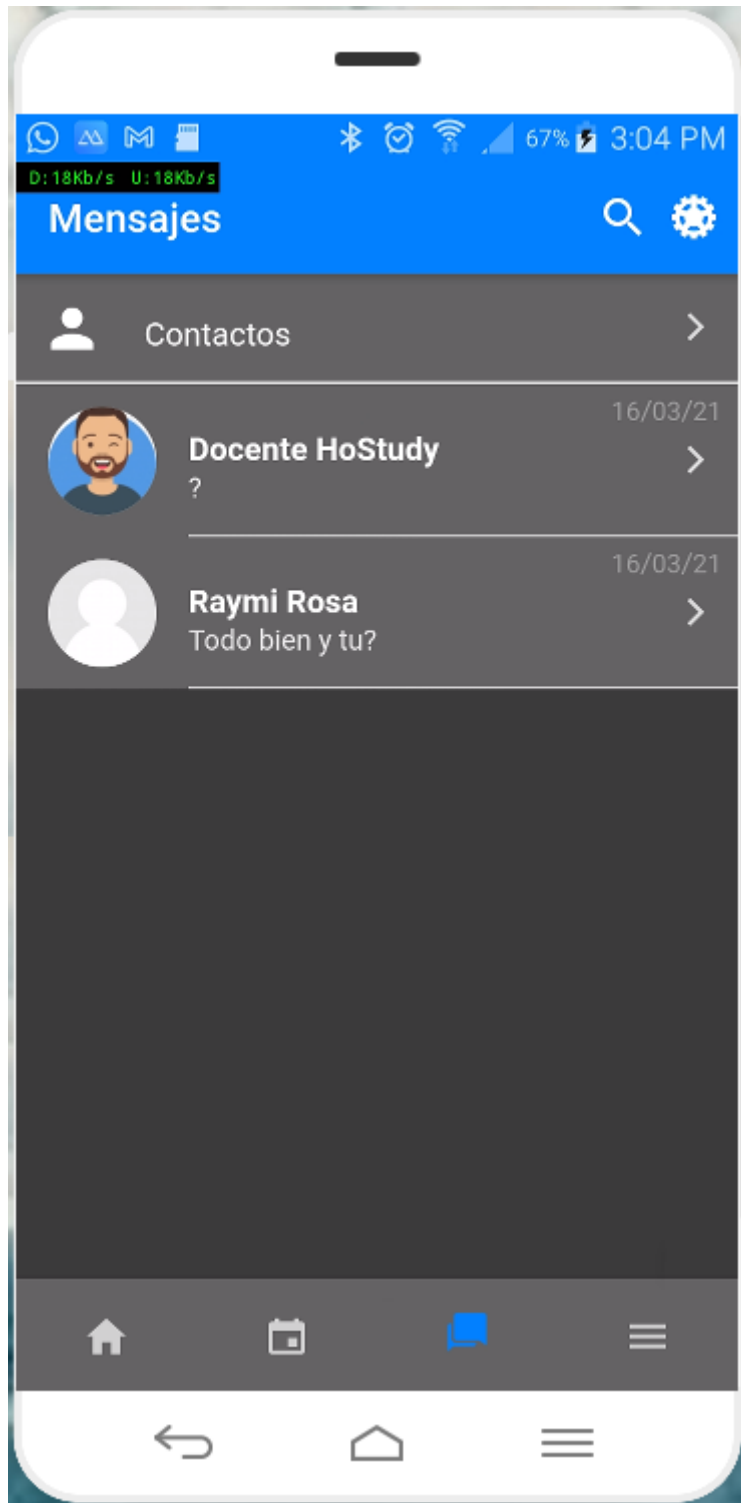 67% 3:04 PM
D:18Kb/s U:18Kb/s
Mensajes
Contactos
16/03/21
Docente HoStudy
?
16/03/21
Raymi Rosa
Todo bien y tu?